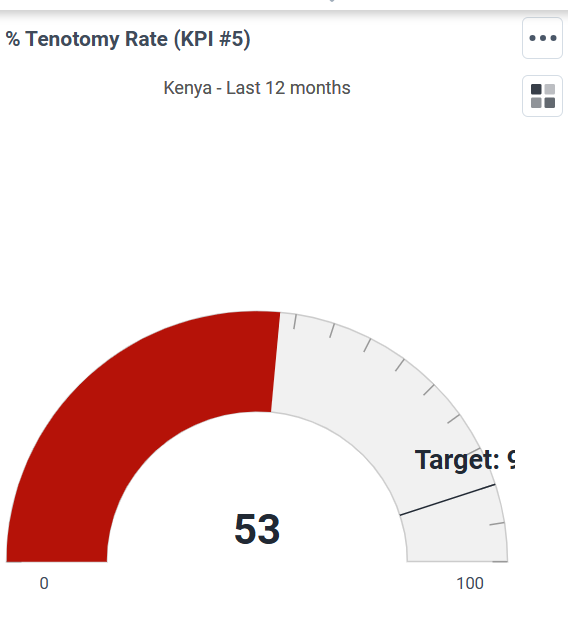 % Tenotomy Rate (KPI #5)
Kenya - Last 12 months
Target:
53
0
100